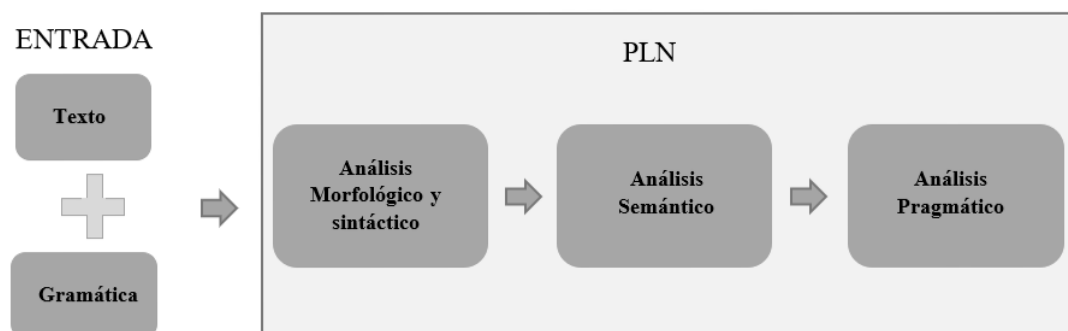 ENTRADA
Texto
Gramática
PLN
Análisis
Morfológico y
sintáctico
Análisis
Semántico
Análisis
Pragmático